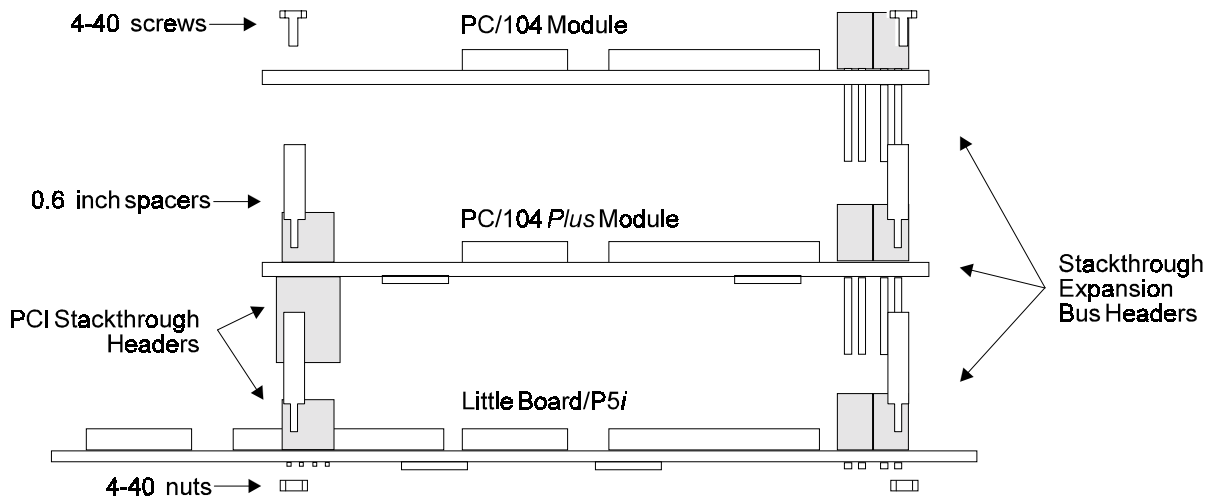 4-40 screws
PC/104 Module
0.6 inch spacers
PC/104 Plus Module
Stackthrough
Expansion
Bus Headers
PCI Stackthrough
Headers
Little Board/P5i
4-40 nuts